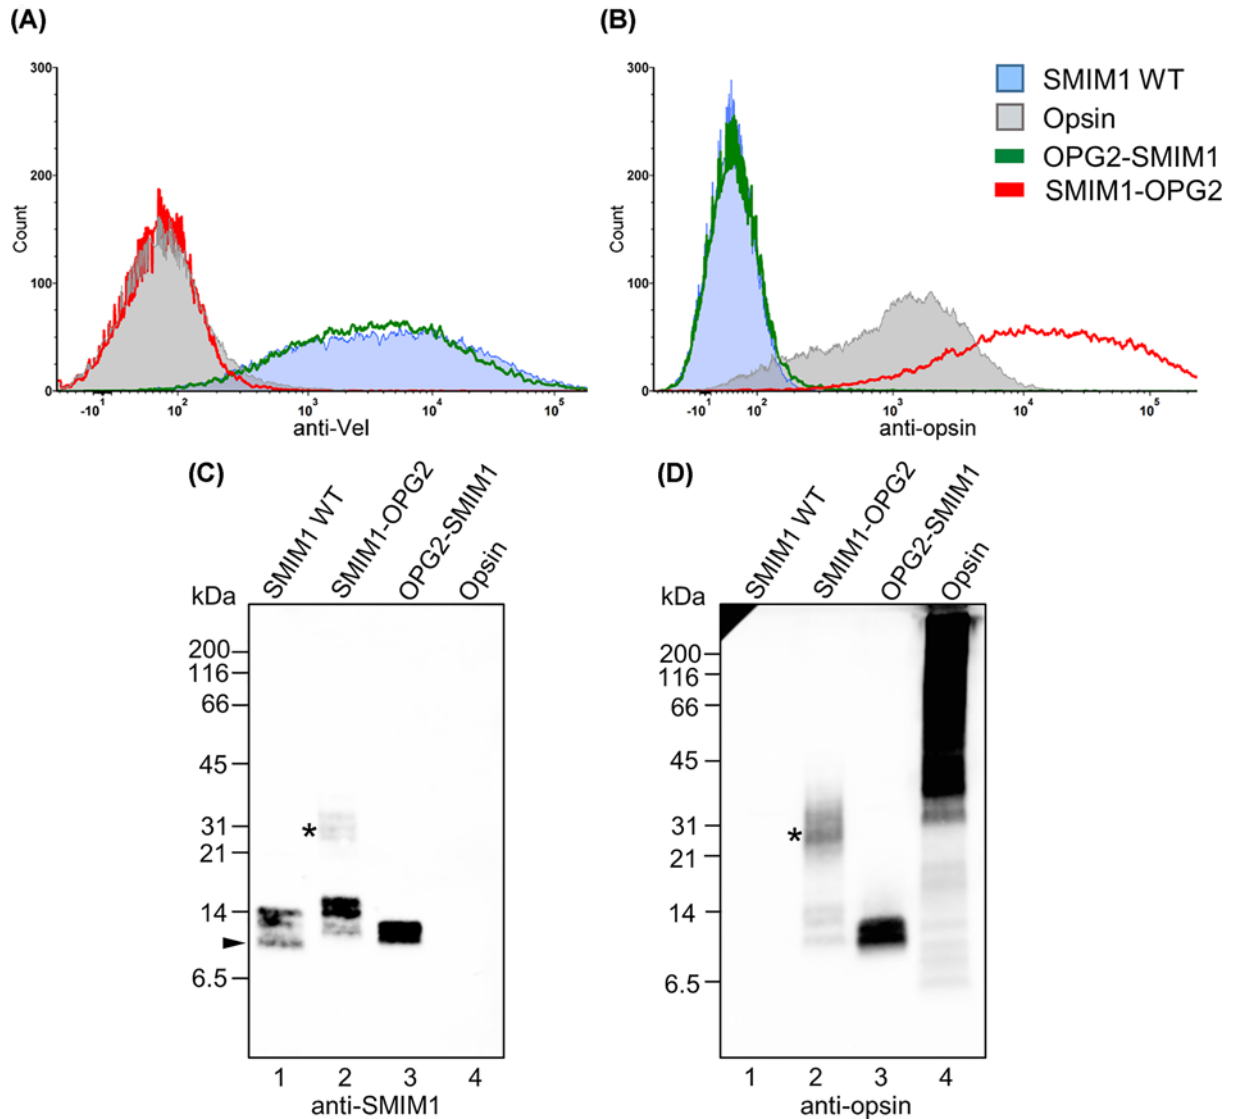 (A)
300
200
100
0
Count
-10¹ 10² 10³ 10⁴ 10⁵
anti-Vel
(B)
300
200
100
0
Count
-10¹ 10² 10³ 10⁴ 10⁵
anti-opsin
SMIM1 WT
Opsin
OPG2-SMIM1
SMIM1-OPG2
(C)
SMIM1 WT
SMIM1-OPG2
OPG2-SMIM1
Opsin
kDa
200
116
66
45
31
21
14
6.5
*
1 2 3 4
anti-SMIM1
(D)
SMIM1 WT
SMIM1-OPG2
OPG2-SMIM1
Opsin
kDa
200
116
66
45
31
21
14
6.5
*
1 2 3 4
anti-opsin